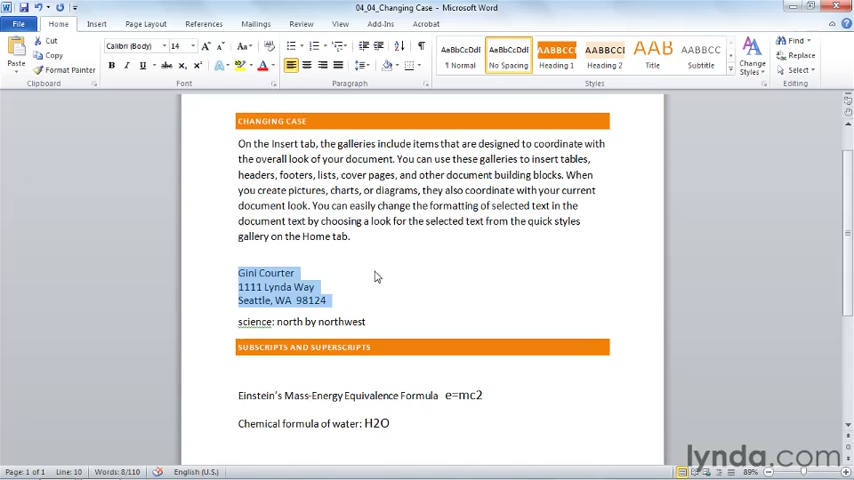 04_04_Changing Case - Microsoft Word
File Home Insert Page Layout References Mailings Review View Add-Ins Acrobat
Paste Cut Copy Format Painter
Clipboard
Calibri (Body) 14
B I U abc X₂ X² A
Font
Paragraph
AaBbCcDdI ¶ Normal
AaBbCcDdI No Spacing
AABBCCI Heading 1
AABBCCI Heading 2
AAB Title
AABBCC Subtitle
Change Styles
Styles
Find
Replace
Select
Editing
CHANGING CASE
On the Insert tab, the galleries include items that are designed to coordinate with
the overall look of your document. You can use these galleries to insert tables,
headers, footers, lists, cover pages, and other document building blocks. When
you create pictures, charts, or diagrams, they also coordinate with your current
document look. You can easily change the formatting of selected text in the
document text by choosing a look for the selected text from the quick styles
gallery on the Home tab.
Gini Courter
1111 Lynda Way
Seattle, WA  98124
science: north by northwest
SUBSCRIPTS AND SUPERSCRIPTS
Einstein's Mass-Energy Equivalence Formula  e=mc2
Chemical formula of water: H2O
lynda.com
Page: 1 of 1 Line: 10 Words: 8/110 English (U.S.) 89%